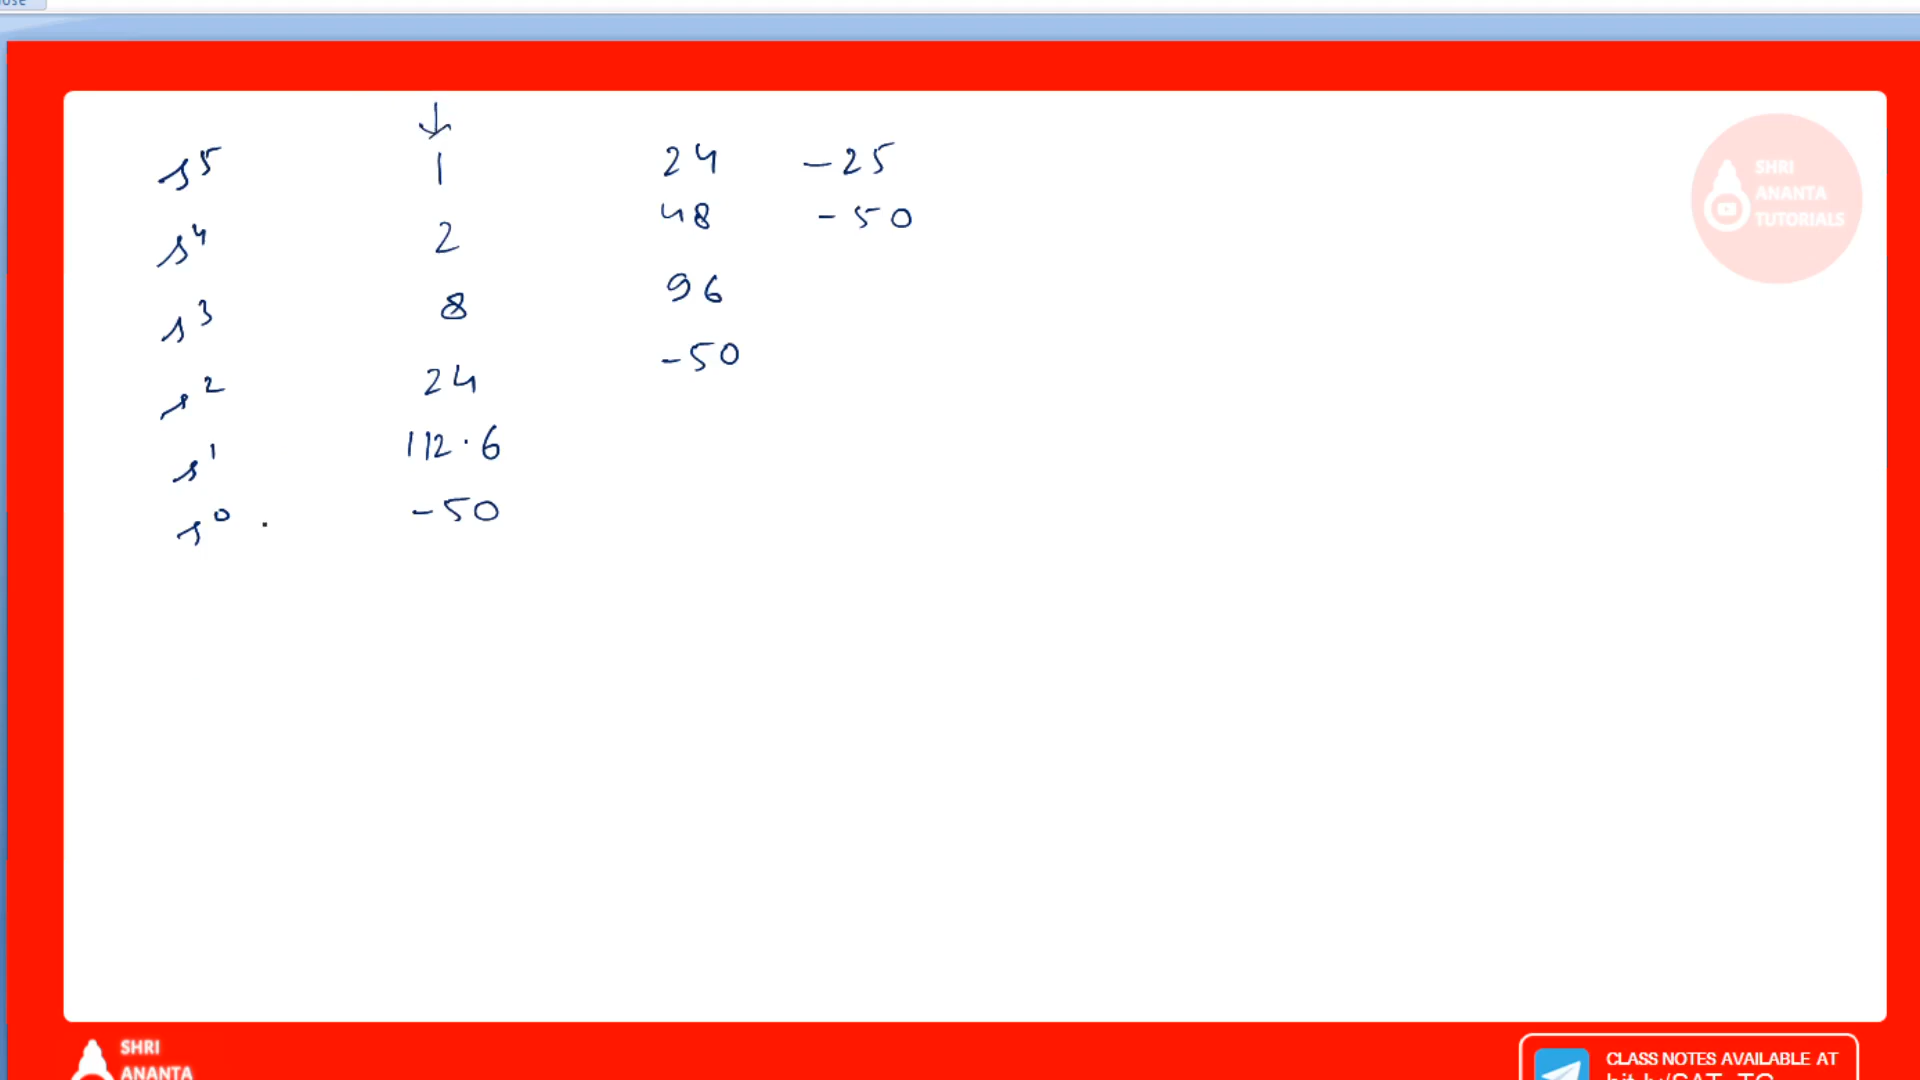 ose
↓
s⁵ 1 24 -25
s⁴ 2 48 -50
s³ 8 96
s² 24 -50
s¹ 112.6
s⁰ -50
SHRI
ANANTA
TUTORIALS
SHRI
ANANTA
CLASS NOTES AVAILABLE AT